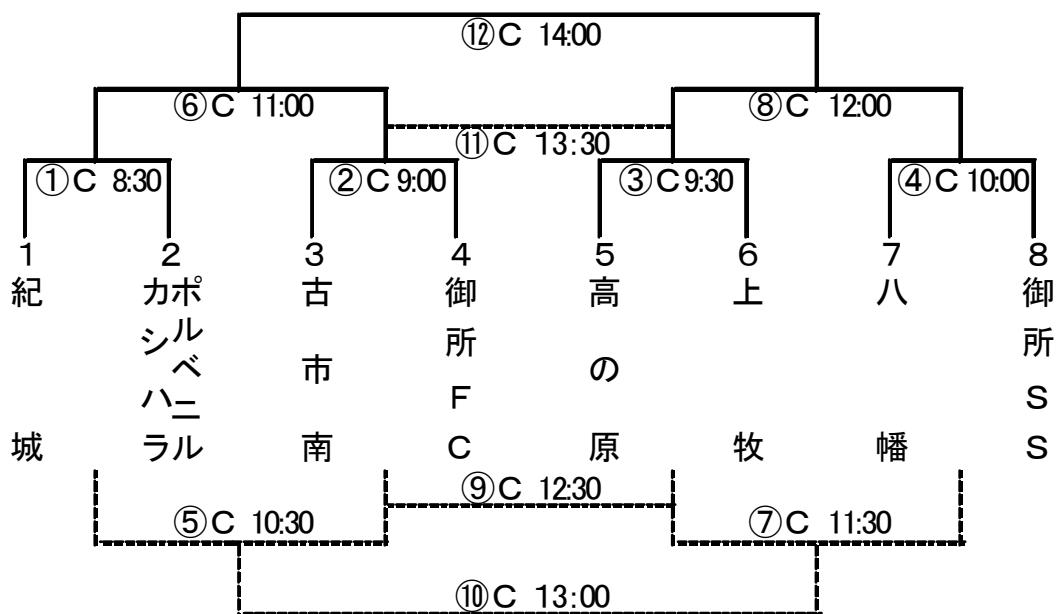 ⑫C 14:00
⑥C 11:00
⑧C 12:00
⑪C 13:30
①C 8:30
②C 9:00
③C 9:30
④C 10:00
1 2 3 4 5 6 7 8
紀城
ポルベニル
カシハラ
古市南
御所FC
高の原
上牧
八幡
御所SS
⑨C 12:30
⑤C 10:30
⑦C 11:30
⑩C 13:00